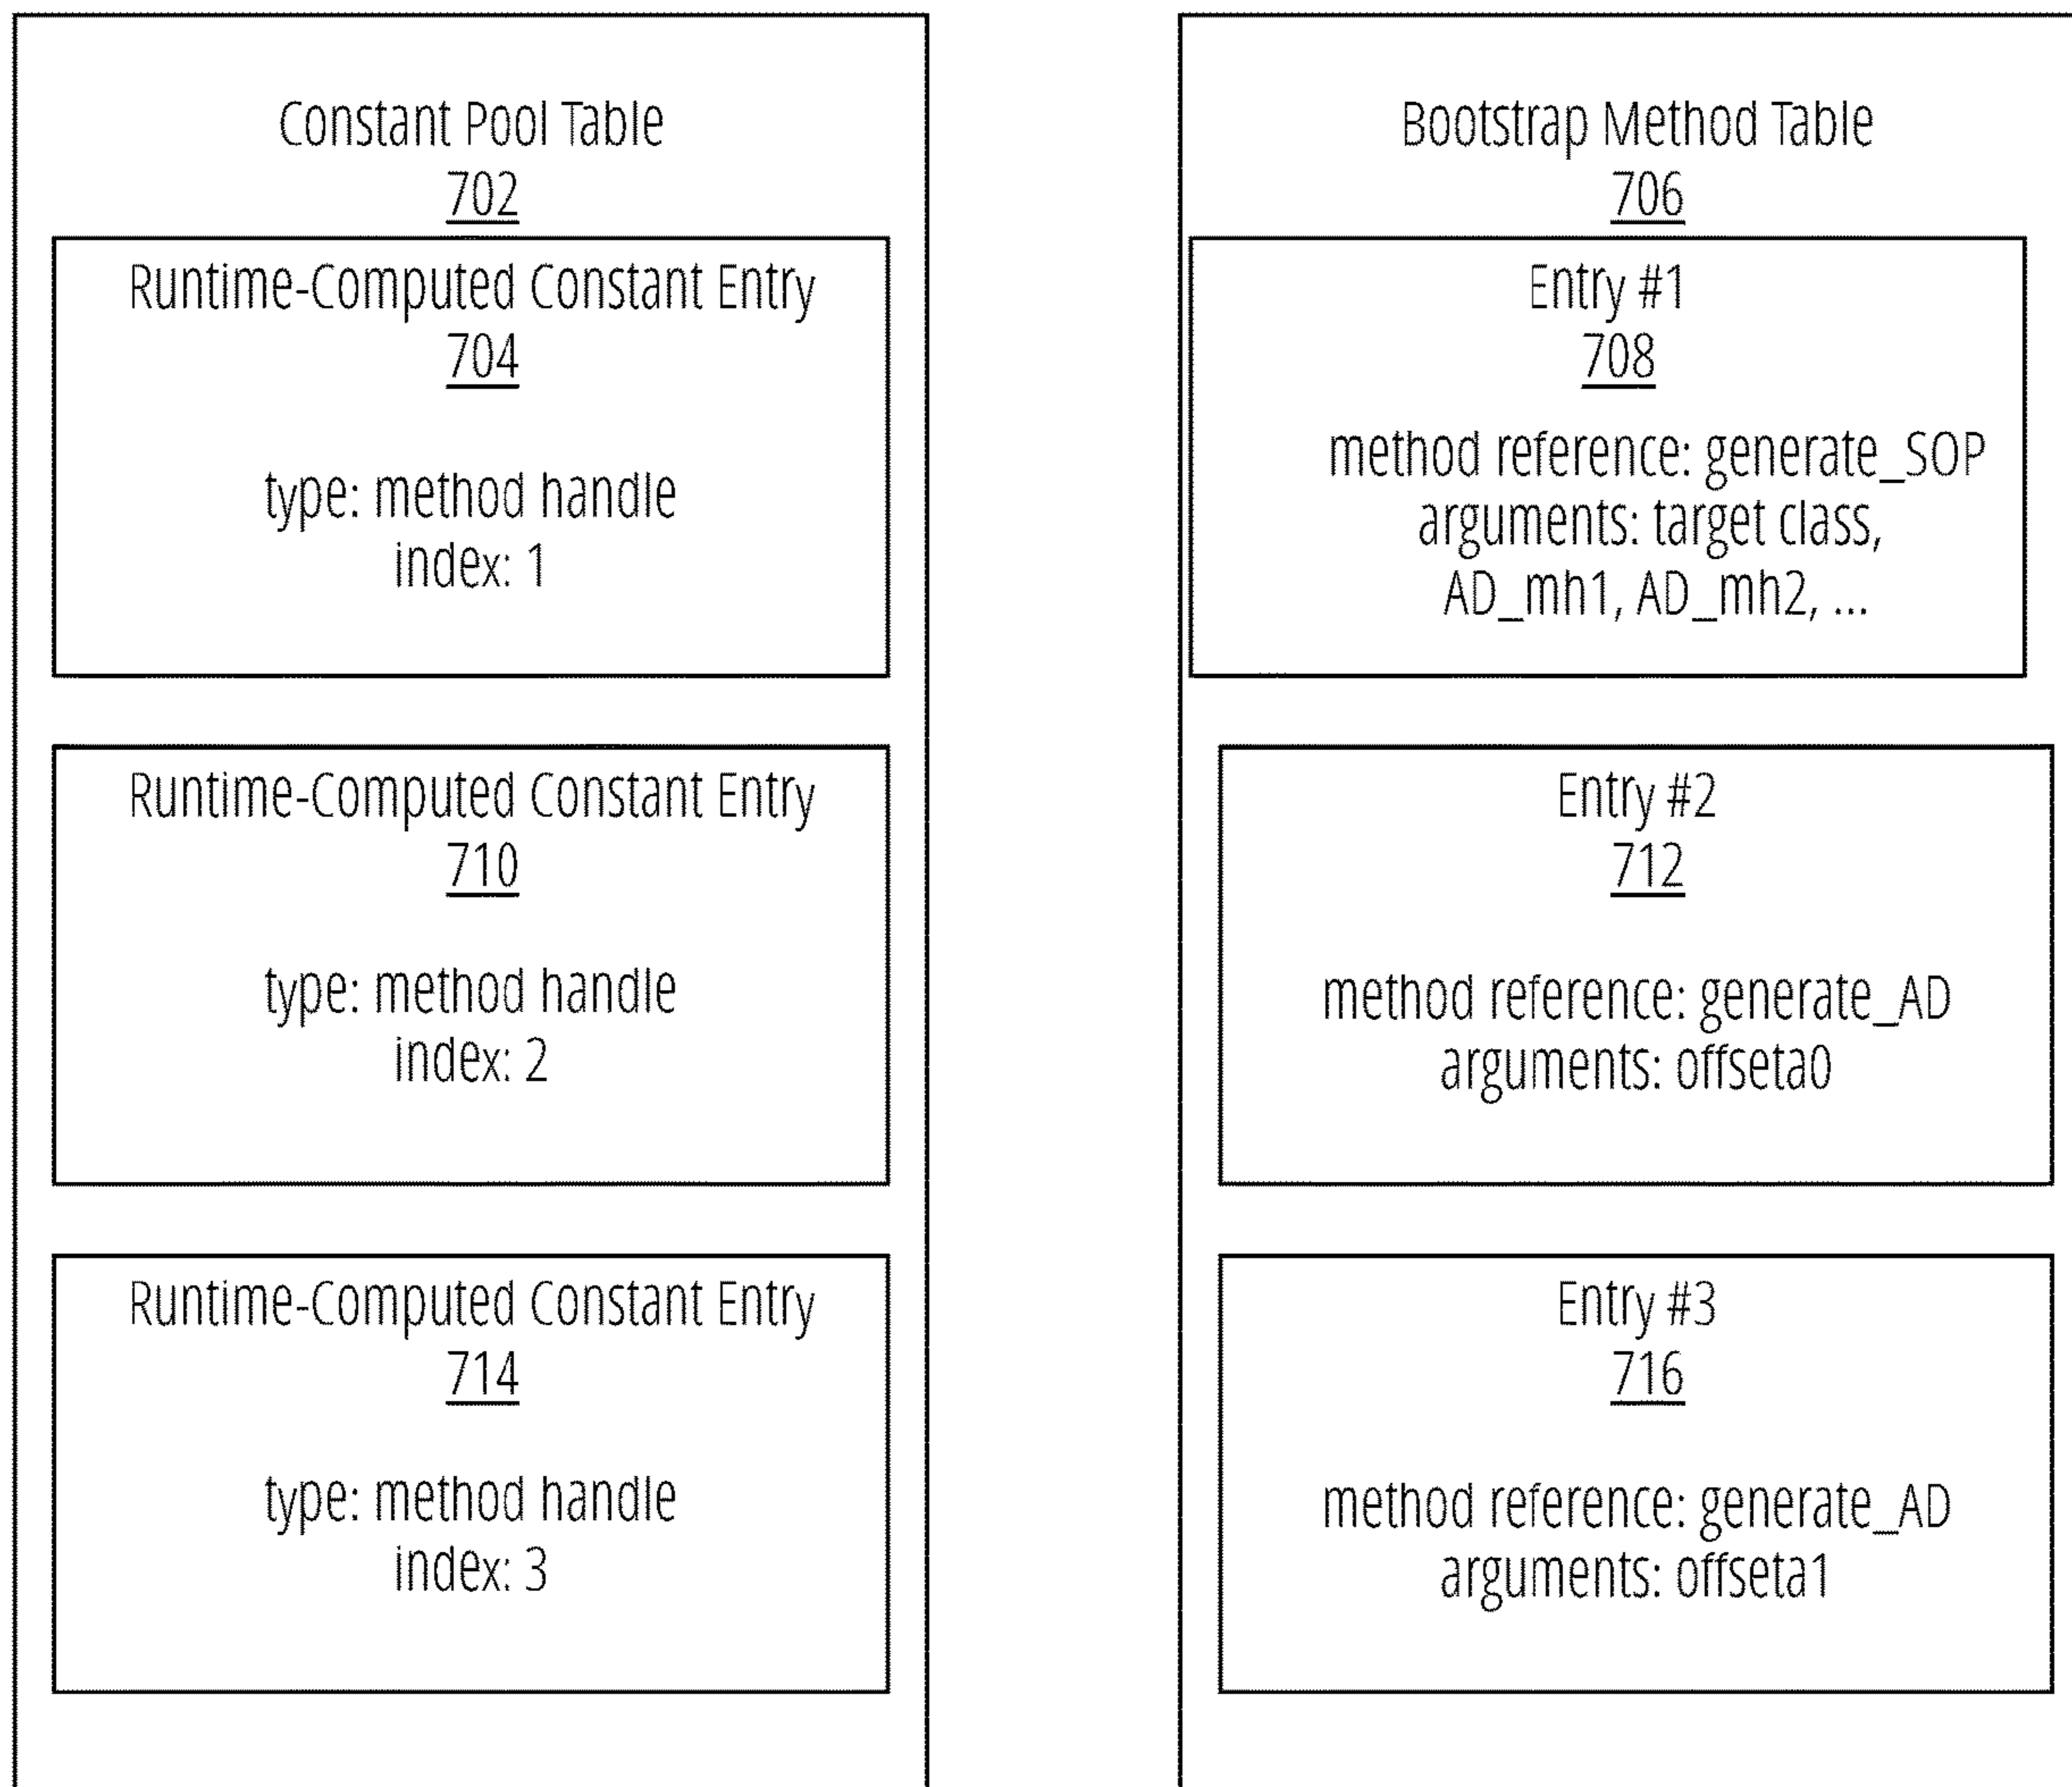 Constant Pool Table
702
Runtime-Computed Constant Entry
704
type: method handle
index: 1
Runtime-Computed Constant Entry
710
type: method handle
index: 2
Runtime-Computed Constant Entry
714
type: method handle
index: 3
Bootstrap Method Table
706
Entry #1
708
method reference: generate_SOP
arguments: target class,
AD_mh1, AD_mh2, ...
Entry #2
712
method reference: generate_AD
arguments: offseta0
Entry #3
716
method reference: generate_AD
arguments: offseta1